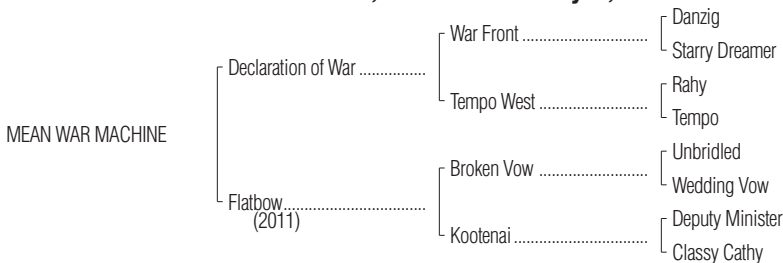 MEAN WAR MACHINE
Declaration of War ................
Flatbow...................................
(2011)
War Front ..............................
Tempo West ..........................
Broken Vow ..........................
Kootenai ................................
Danzig
Starry Dreamer
Rahy
Tempo
Unbridled
Wedding Vow
Deputy Minister
Classy Cathy